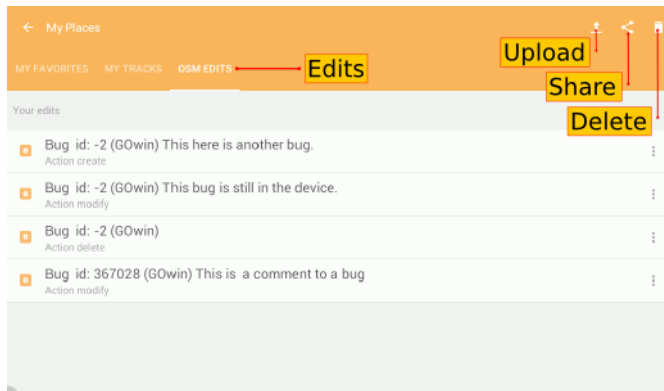 My Places
Upload
MY FAVORITES MY TRACKS OSM EDITS Edits
Share
Your edits
Delete
Bug id: -2 (GOwin) This here is another bug.
Action create
Bug id: -2 (GOwin) This bug is still in the device.
Action modify
Bug id: -2 (GOwin)
Action delete
Bug id: 367028 (GOwin) This is a comment to a bug
Action modify